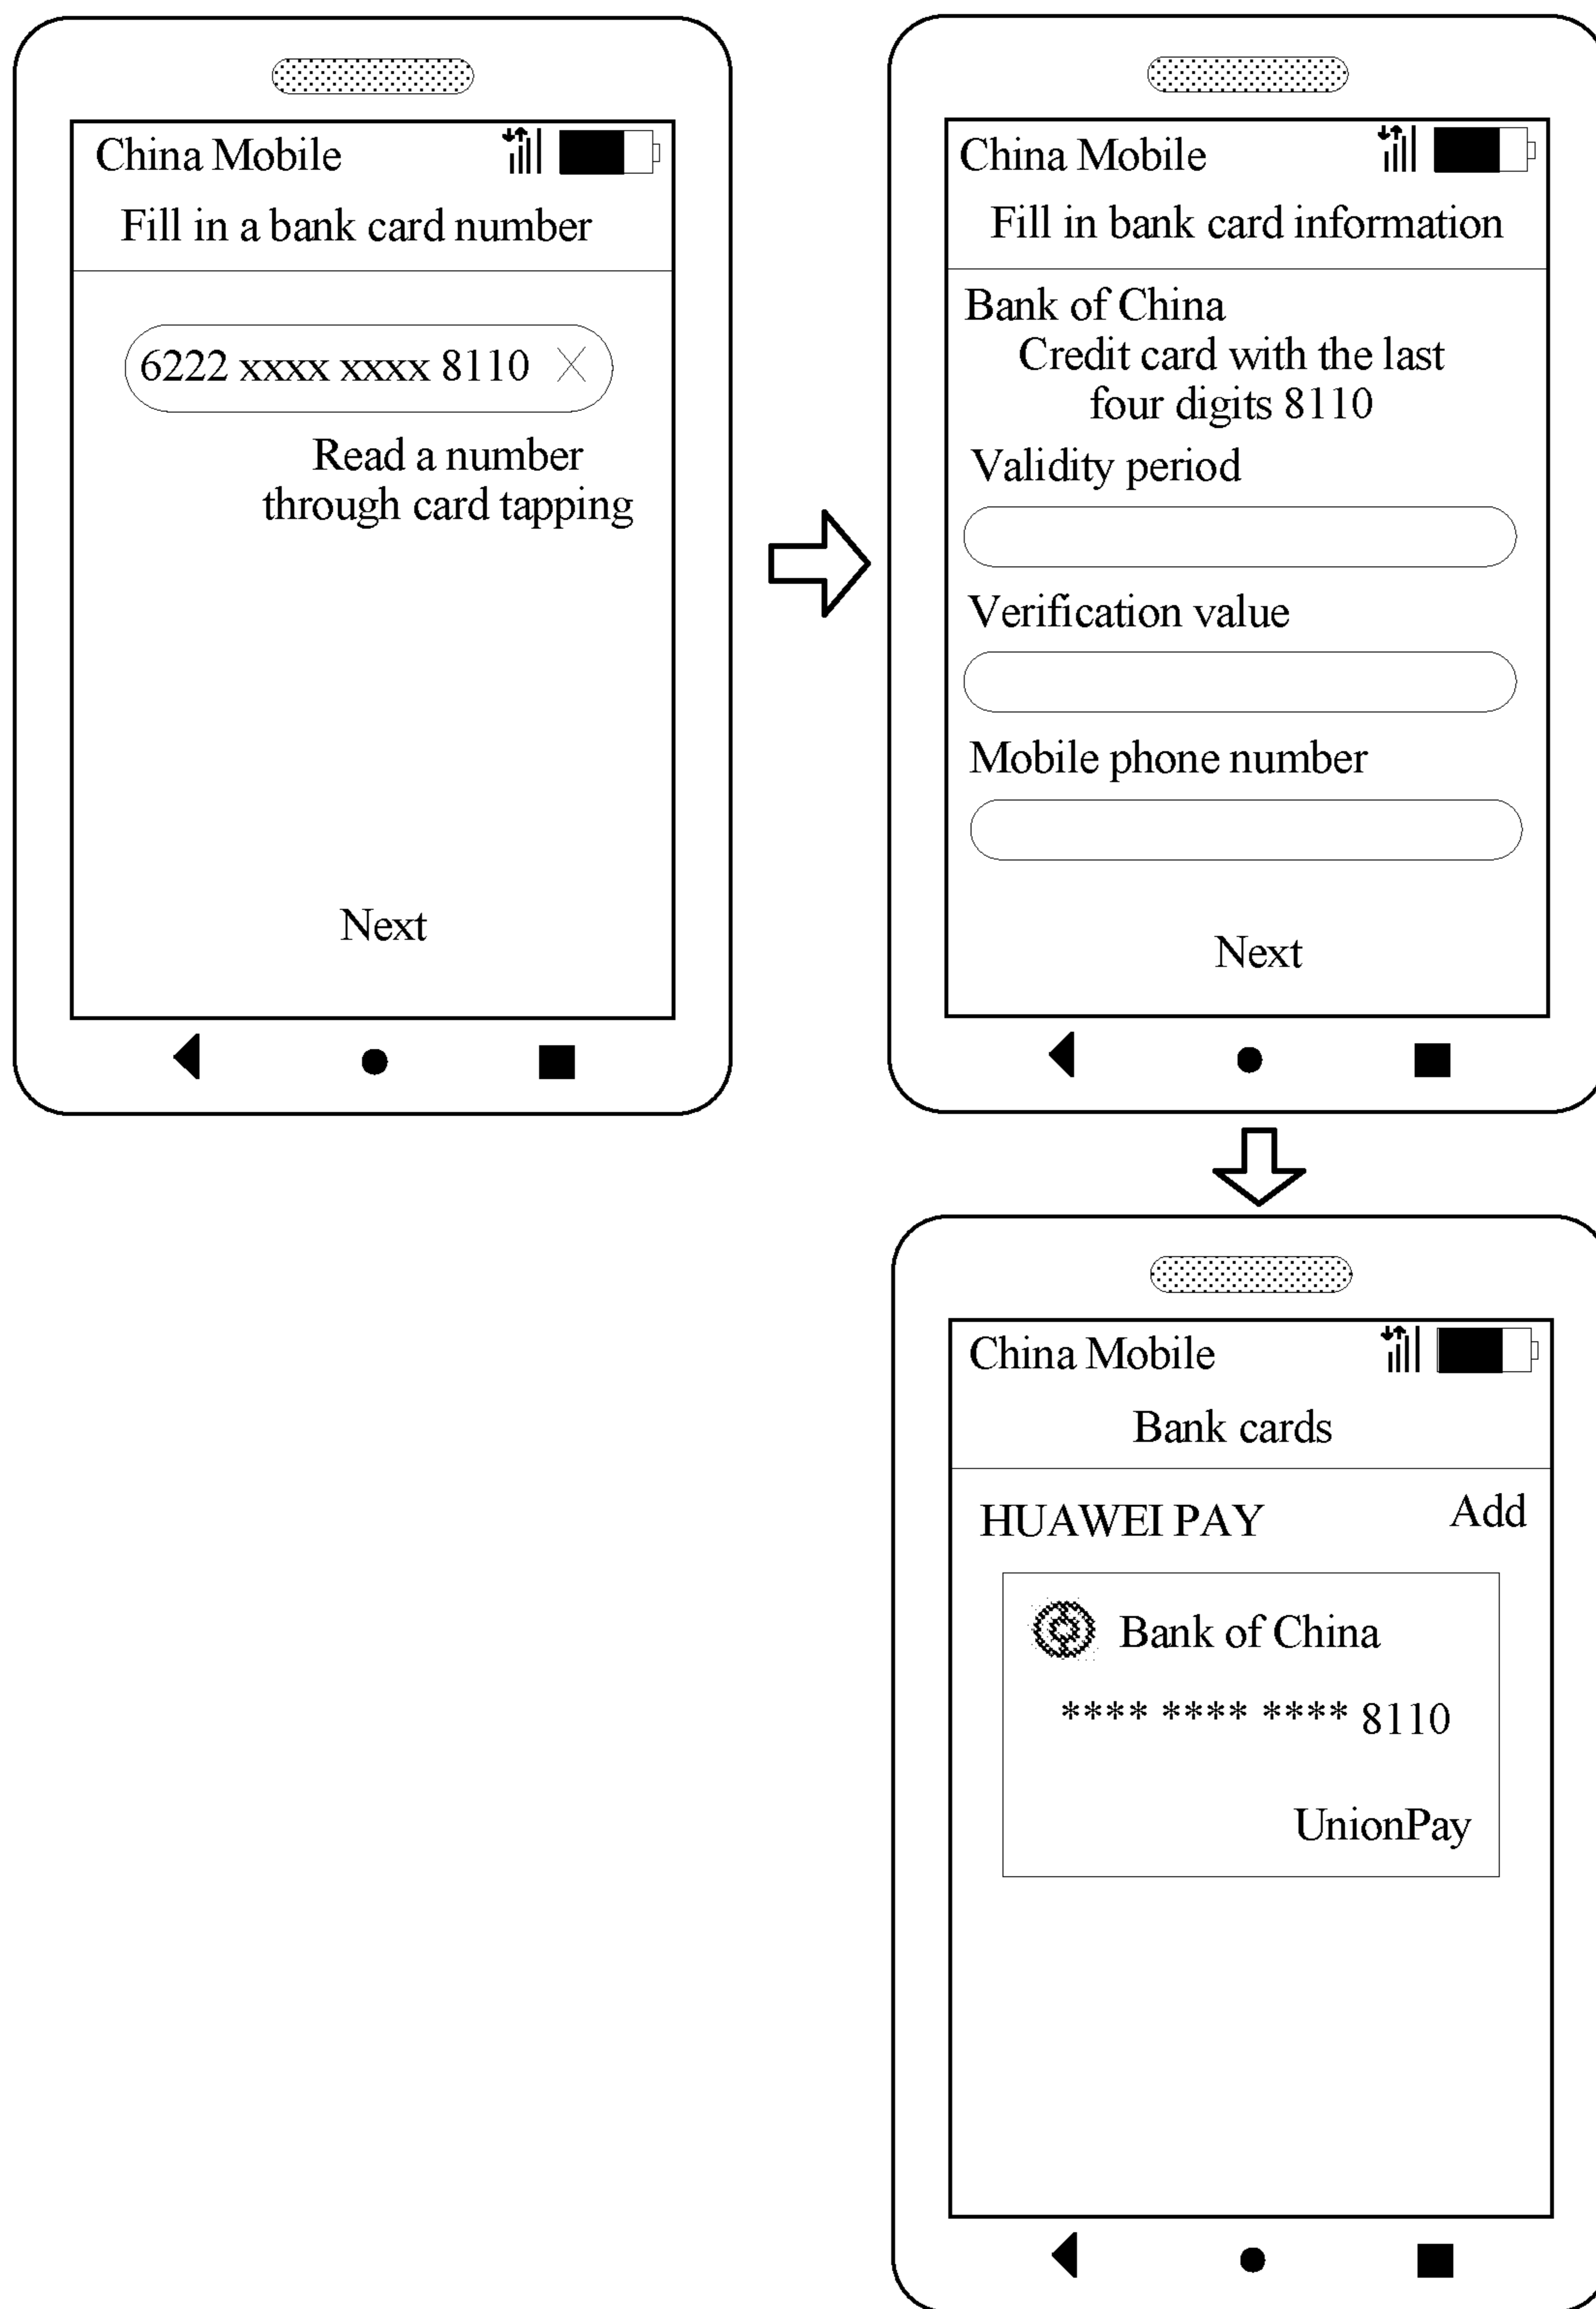 China Mobile
Fill in a bank card number
6222 xxxx xxxx 8110 X
Read a number
through card tapping
Next
China Mobile
Fill in bank card information
Bank of China
Credit card with the last
four digits 8110
Validity period
Verification value
Mobile phone number
Next
China Mobile
Bank cards
HUAWEI PAY
Add
Bank of China
**** **** **** 8110
UnionPay